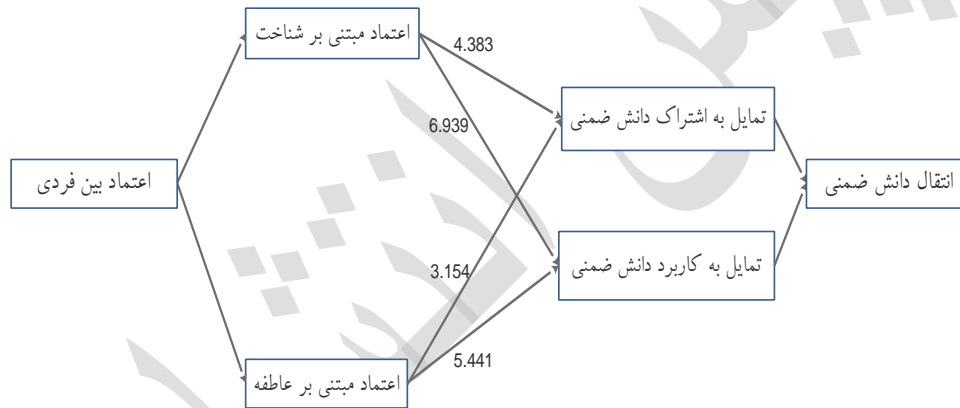 اعتماد مبتنی بر شناخت
4.383
تمایل به اشتراک دانش ضمنی
6.939
اعتماد بین فردی
انتقال دانش ضمنی
تمایل به کاربرد دانش ضمنی
3.154
5.441
اعتماد مبتنی بر عاطفه